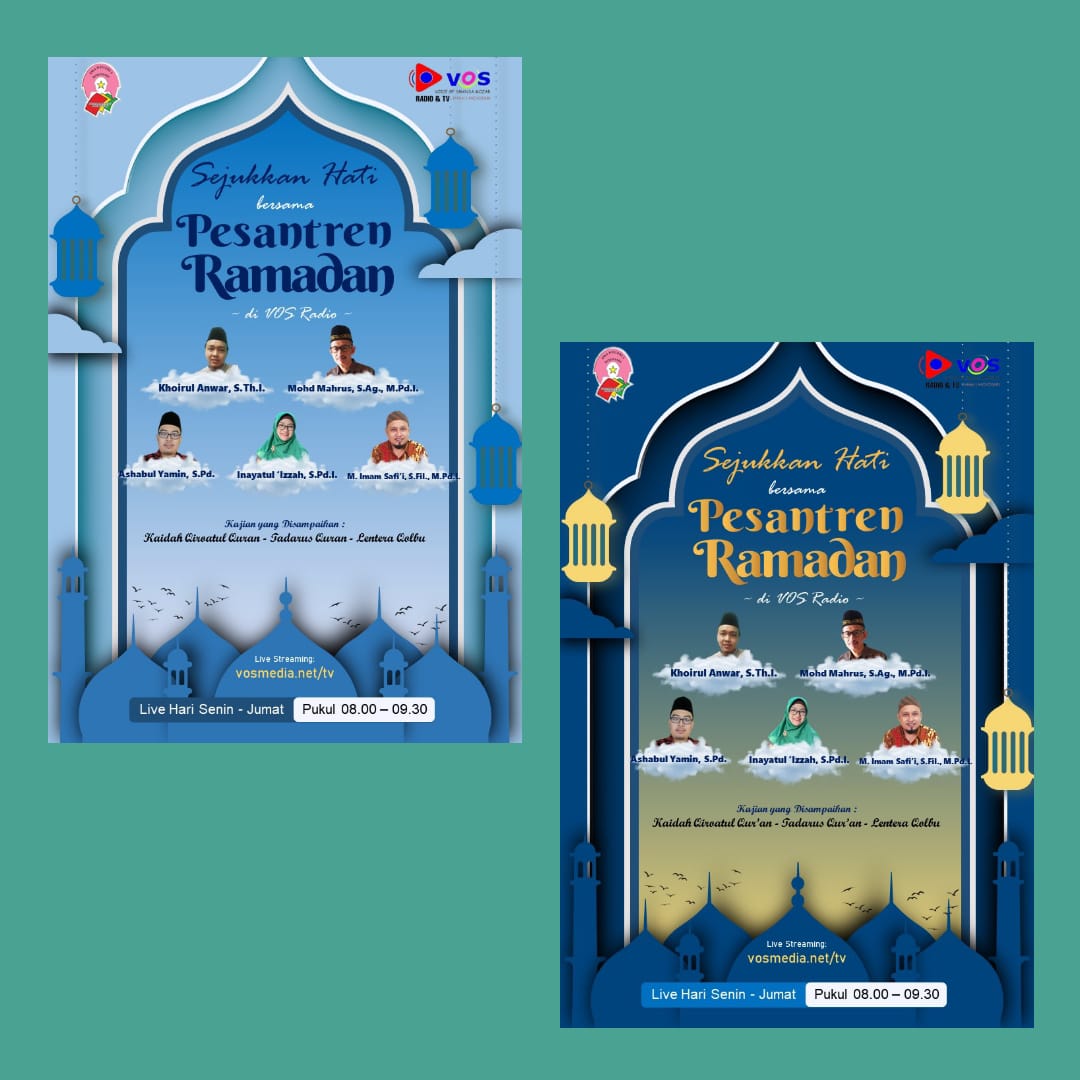 VOS
RADIO & TV
Sejukkan Hati
bersama
Pesantren
Ramadan
~ di VOS Radio ~
Khoirul Anwar, S.Th.I.
Mohd Mahrus, S.Ag., M.Pd.I.
Ashabul Yamin, S.Pd.
Inayatul 'Izzah, S.Pd.I.
M. Imam Safi'i, S.Fil., M.Pd.I.
Kajian yang Disampaikan :
Kaidah Qiroatul Quran - Tadarus Quran - Lentera Qolbu
Live Streaming:
vosmedia.net/tv
Live Hari Senin - Jumat
Pukul 08.00 – 09.30
VOS
RADIO & TV
Sejukkan Hati
bersama
Pesantren
Ramadan
~ di VOS Radio ~
Khoirul Anwar, S.Th.I.
Mohd Mahrus, S.Ag., M.Pd.I.
Ashabul Yamin, S.Pd.
Inayatul 'Izzah, S.Pd.I.
M. Imam Safi'i, S.Fil., M.Pd.I.
Kajian yang Disampaihan :
Kaidah Qiroatul Qur'an - Tadarus Qur'an - Lentera Qolbu
Live Streaming:
vosmedia.net/tv
Live Hari Senin - Jumat
Pukul 08.00 – 09.30